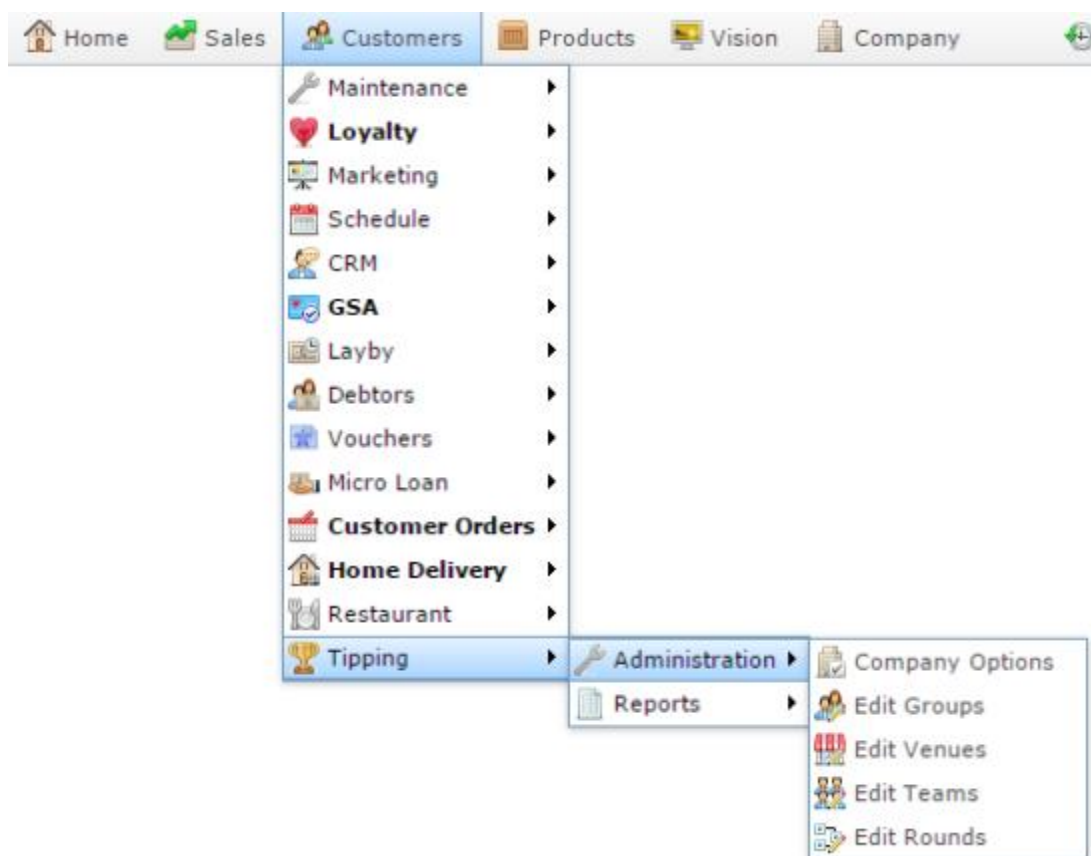 Home Sales Customers Products Vision Company
Maintenance
Loyalty
Marketing
Schedule
CRM
GSA
Layby
Debtors
Vouchers
Micro Loan
Customer Orders
Home Delivery
Restaurant
Tipping Administration Company Options
Reports Edit Groups
Edit Venues
Edit Teams
Edit Rounds